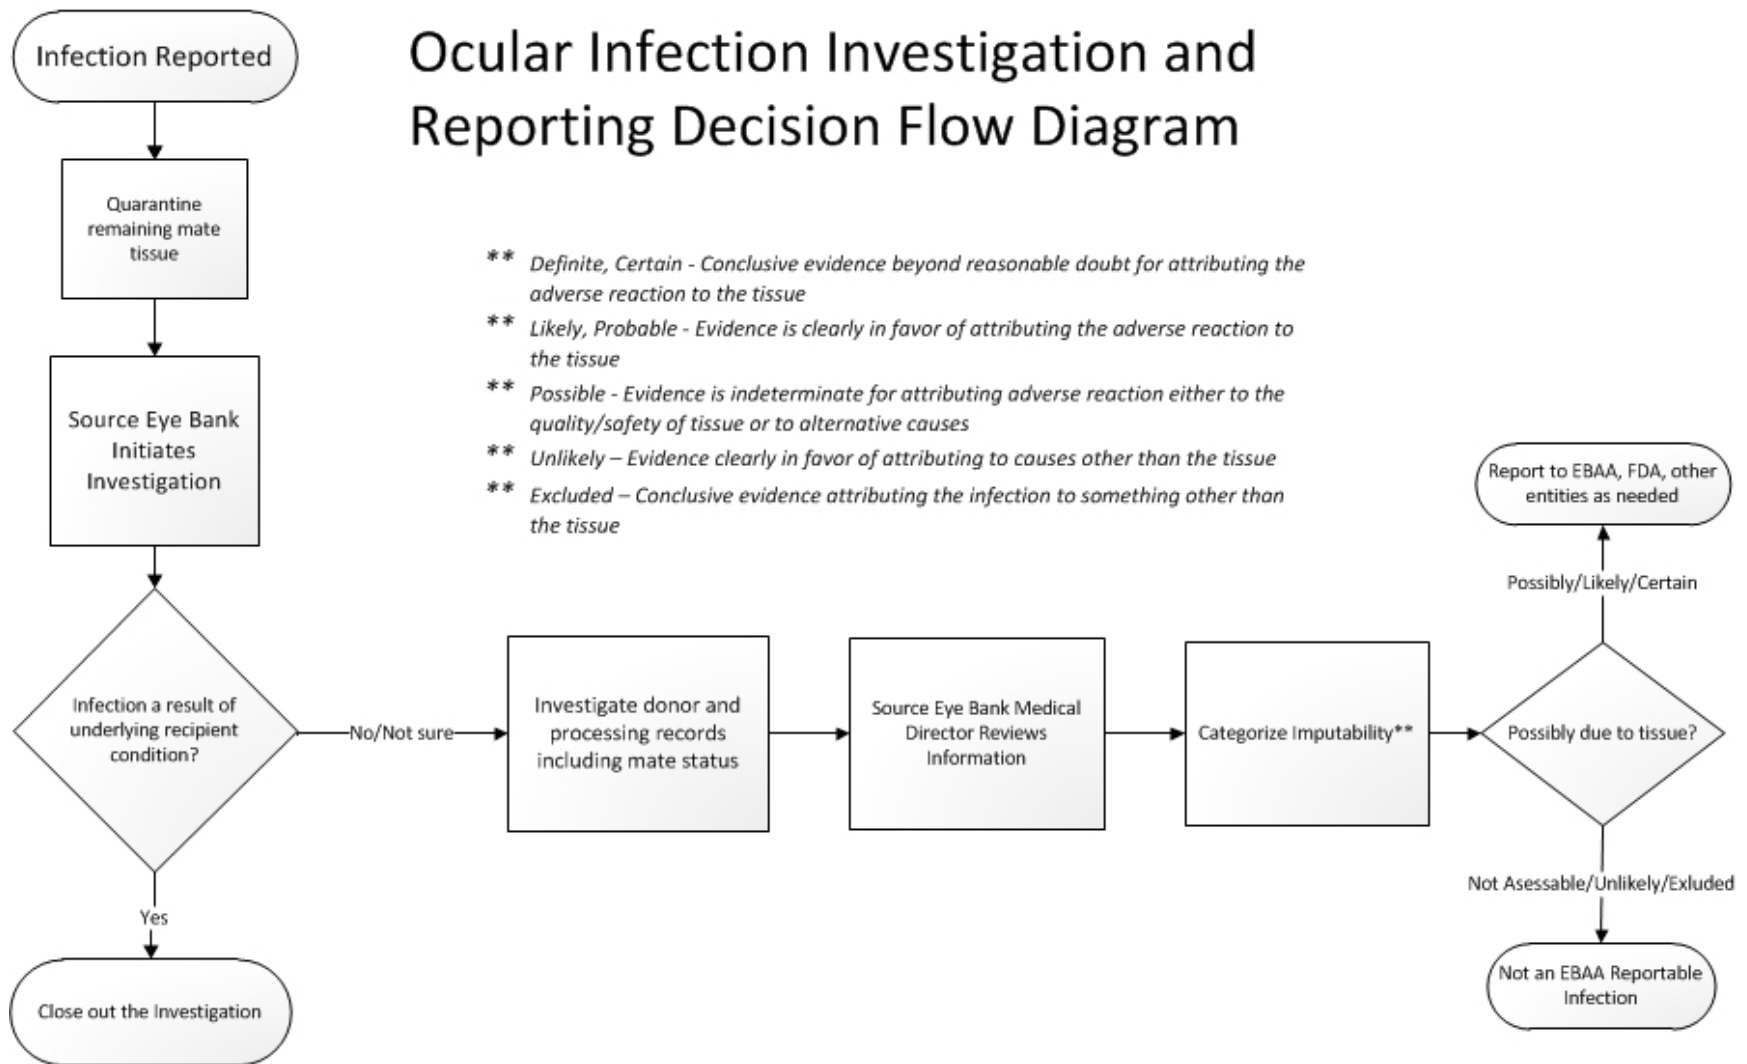 Infection Reported
Ocular Infection Investigation and
Reporting Decision Flow Diagram
Quarantine
remaining mate
tissue
** Definite, Certain - Conclusive evidence beyond reasonable doubt for attributing the
adverse reaction to the tissue
** Likely, Probable - Evidence is clearly in favor of attributing the adverse reaction to
the tissue
** Possible - Evidence is indeterminate for attributing adverse reaction either to the
quality/safety of tissue or to alternative causes
** Unlikely – Evidence clearly in favor of attributing to causes other than the tissue
** Excluded – Conclusive evidence attributing the infection to something other than
the tissue
Source Eye Bank
Initiates
Investigation
Infection a result of
underlying recipient
condition?
No/Not sure
Investigate donor and
processing records
including mate status
Source Eye Bank Medical
Director Reviews
Information
Categorize Imputability**
Possibly due to tissue?
Possibly/Likely/Certain
Report to EBAA, FDA, other
entities as needed
Not Asessable/Unlikely/Exluded
Not an EBAA Reportable
Infection
Yes
Close out the Investigation